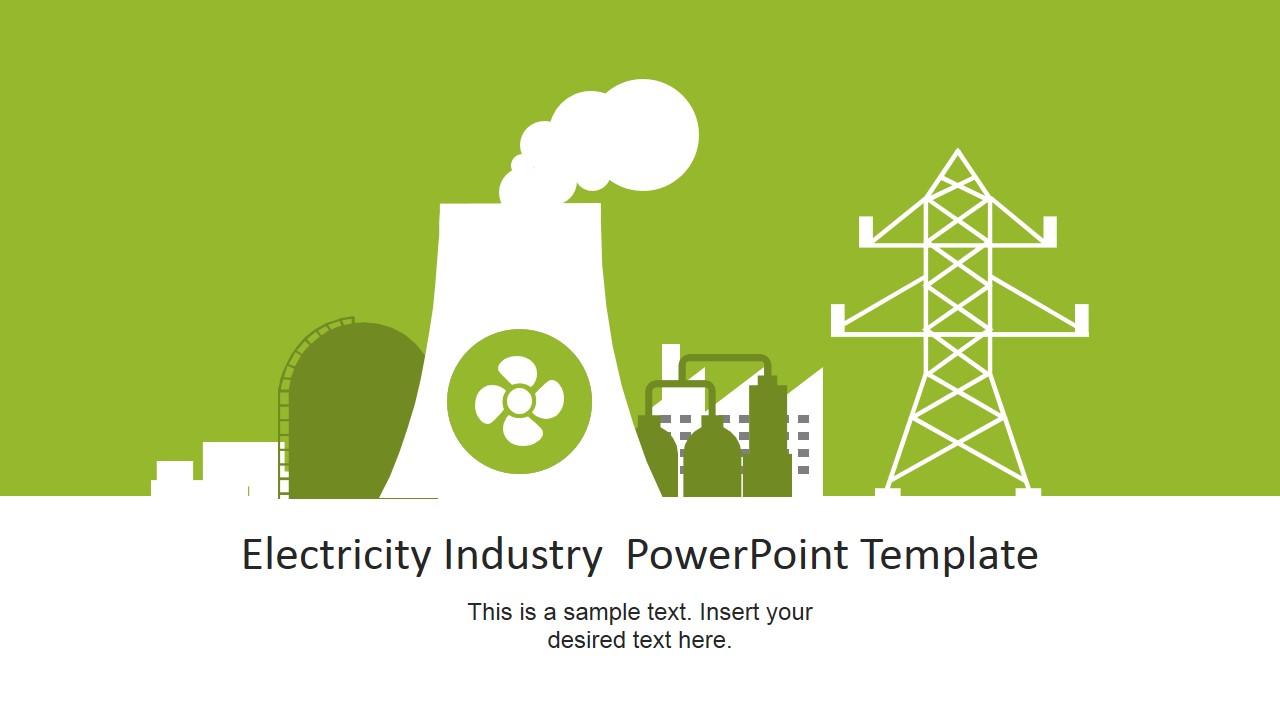 Electricity Industry  PowerPoint Template
This is a sample text. Insert your
desired text here.